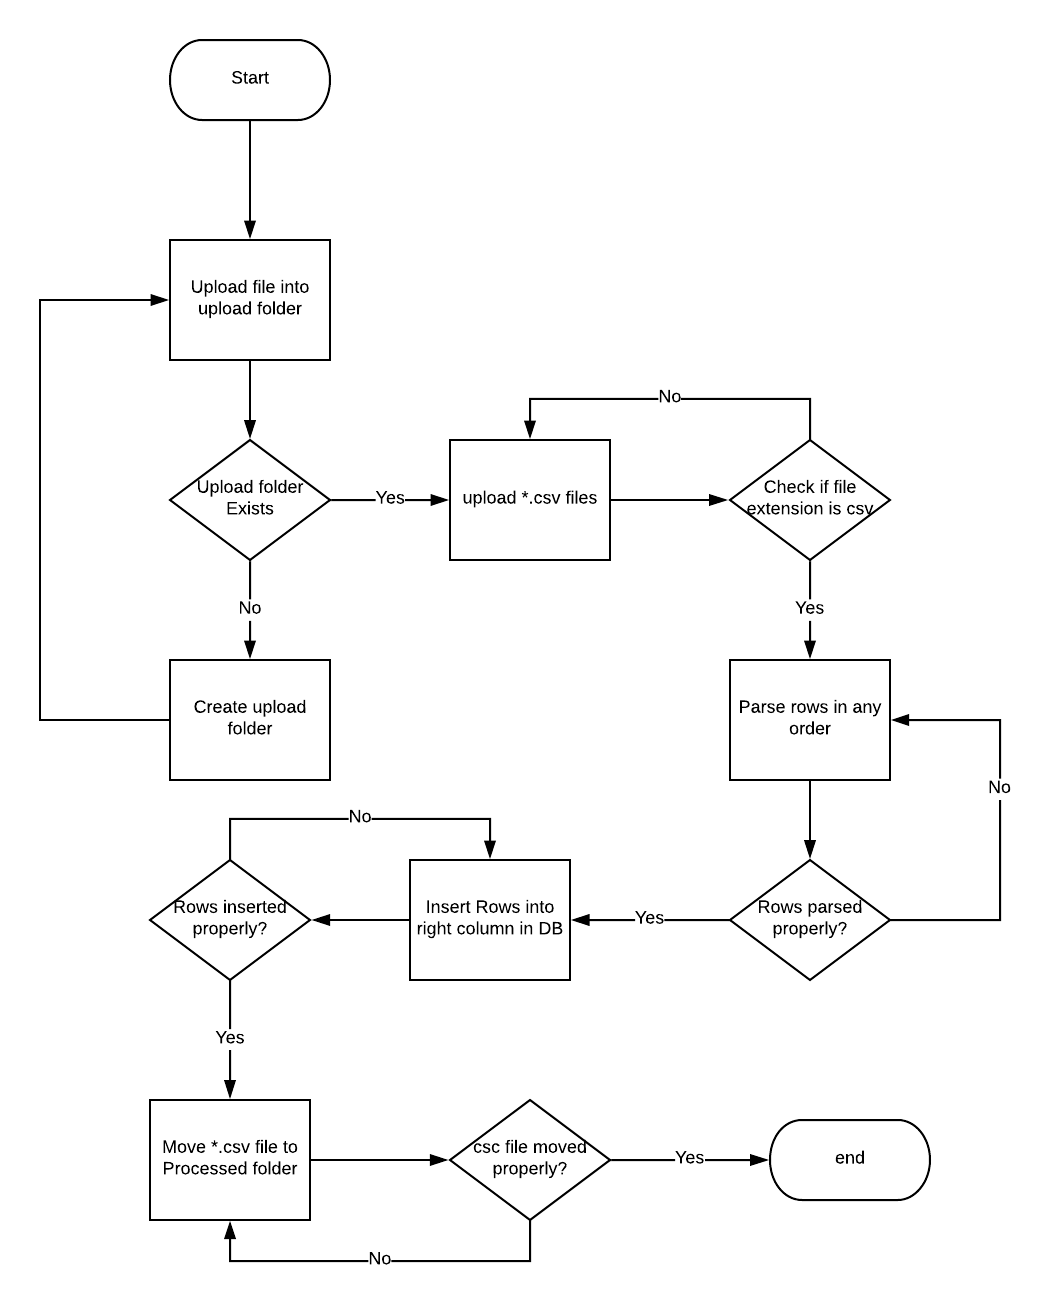 Start
Upload file into
upload folder
No
Upload folder
Exists
Yes
upload *.csv files
Check if file
extension is csv
No
Yes
Create upload
folder
Parse rows in any
order
No
No
Rows inserted
properly?
Insert Rows into
right column in DB
Yes
Rows parsed
properly?
Yes
Move *.csv file to
Processed folder
csc file moved
properly?
Yes
end
No